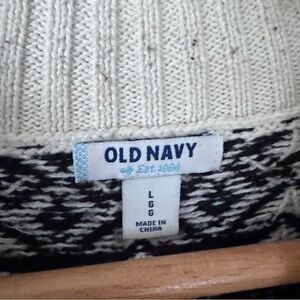 OLD NAVY
Est. 1994
L
G
G
MADE IN
CHINA